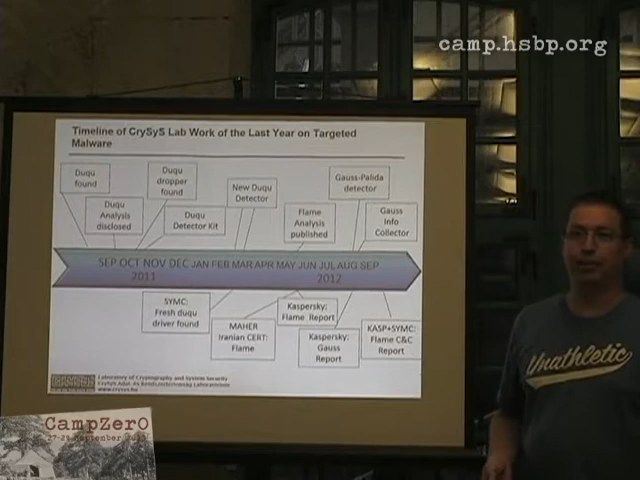 camp.hsbp.org
Timeline of CrySyS Lab Work of the Last Year on Targeted
Malware
Duqu
found
Duqu
Analysis
disclosed
Duqu
dropper
found
Duqu
Detector Kit
New Duqu
Detector
Flame
Analysis
published
Gauss-Palida
detector
Gauss
Info
Collector
SEP OCT NOV DEC JAN FEB MAR APR MAY JUN JUL AUG SEP
2011
2012
SYMC:
Fresh duqu
driver found
MAHER
Iranian CERT:
Flame
Kaspersky:
Flame Report
Kaspersky:
Gauss
Report
KASP+SYMC:
Flame C&C
Report
Laboratory of Cryptography and System Security
CrySyS
www.crysys.hu
Unathletic
CampZer0
27-29 September